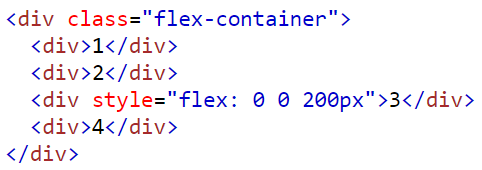 <div class="flex-container">
  <div>1</div>
  <div>2</div>
  <div style="flex: 0 0 200px">3</div>
  <div>4</div>
</div>